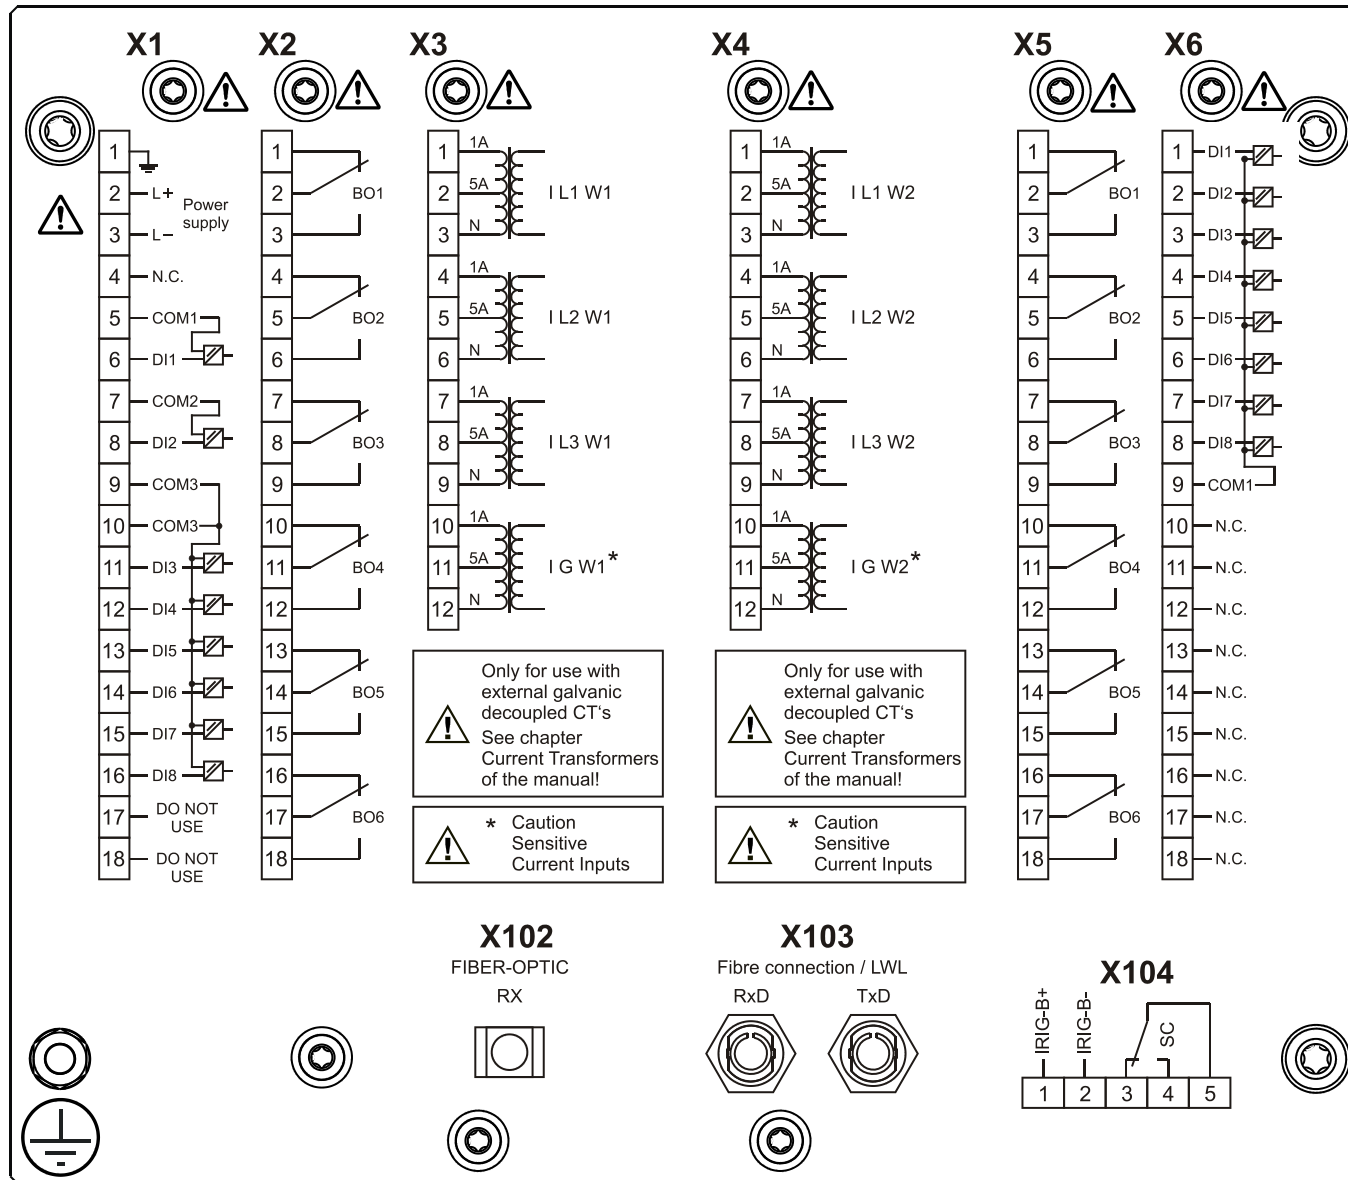 X1
X2
X3
X4
X5
X6
1
2 L+ Power
supply
3 L–
4 N.C.
5 COM1
6 DI1
7 COM2
8 DI2
9 COM3
10 COM3
11 DI3
12 DI4
13 DI5
14 DI6
15 DI7
16 DI8
17 DO NOT
USE
18 DO NOT
USE
1
2 BO1
3
4
5 BO2
6
7
8 BO3
9
10
11 BO4
12
13
14 BO5
15
16
17 BO6
18
1 1A
2 5A I L1 W1
3 N
4 1A
5 5A I L2 W1
6 N
7 1A
8 5A I L3 W1
9 N
10 1A
11 5A I G W1*
12 N
Only for use with
external galvanic
decoupled CT‘s
See chapter
Current Transformers
of the manual!
* Caution
Sensitive
Current Inputs
1 1A
2 5A I L1 W2
3 N
4 1A
5 5A I L2 W2
6 N
7 1A
8 5A I L3 W2
9 N
10 1A
11 5A I G W2*
12 N
Only for use with
external galvanic
decoupled CT‘s
See chapter
Current Transformers
of the manual!
* Caution
Sensitive
Current Inputs
1
2 BO1
3
4
5 BO2
6
7
8 BO3
9
10
11 BO4
12
13
14 BO5
15
16
17 BO6
18
1 DI1
2 DI2
3 DI3
4 DI4
5 DI5
6 DI6
7 DI7
8 DI8
9 COM1
10 N.C.
11 N.C.
12 N.C.
13 N.C.
14 N.C.
15 N.C.
16 N.C.
17 N.C.
18 N.C.
X102
FIBER-OPTIC
RX
X103
Fibre connection / LWL
RxD TxD
X104
IRIG-B+
IRIG-B-
SC
1 2 3 4 5